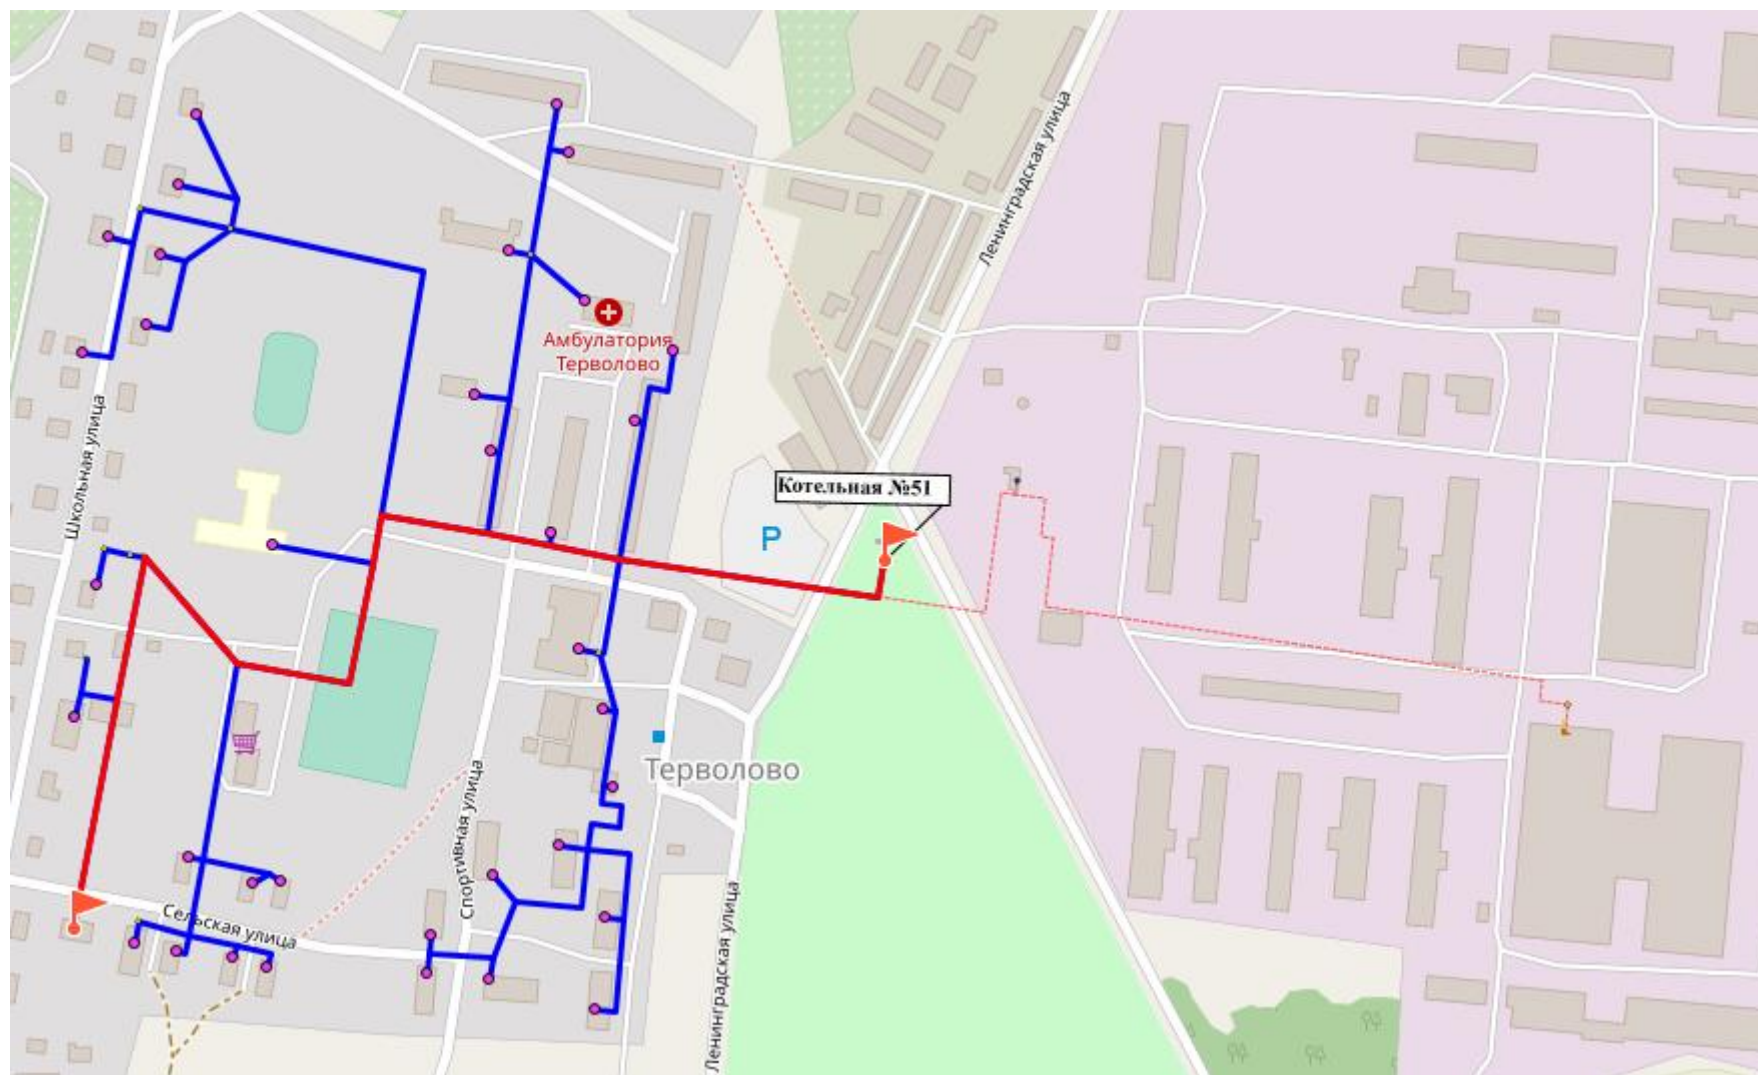 Ленинградская улица
Амбулатория
Терволово
Школьная улица
Котельная №51
P
Терволово
Спортивная улица
Сельская улица
Ленинградская улица